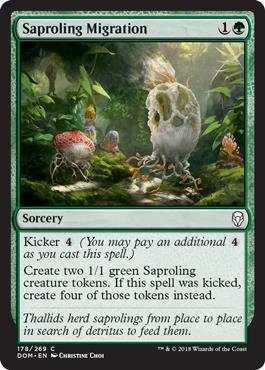 Saproling Migration 1
Sorcery
Kicker 4 (You may pay an additional 4
as you cast this spell.)
Create two 1/1 green Saproling
creature tokens. If this spell was kicked,
create four of those tokens instead.
Thallids herd saprolings from place to place
in search of detritus to feed them.
178/269 C
DOM • EN Christine Choi
™ & © 2018 Wizards of the Coast